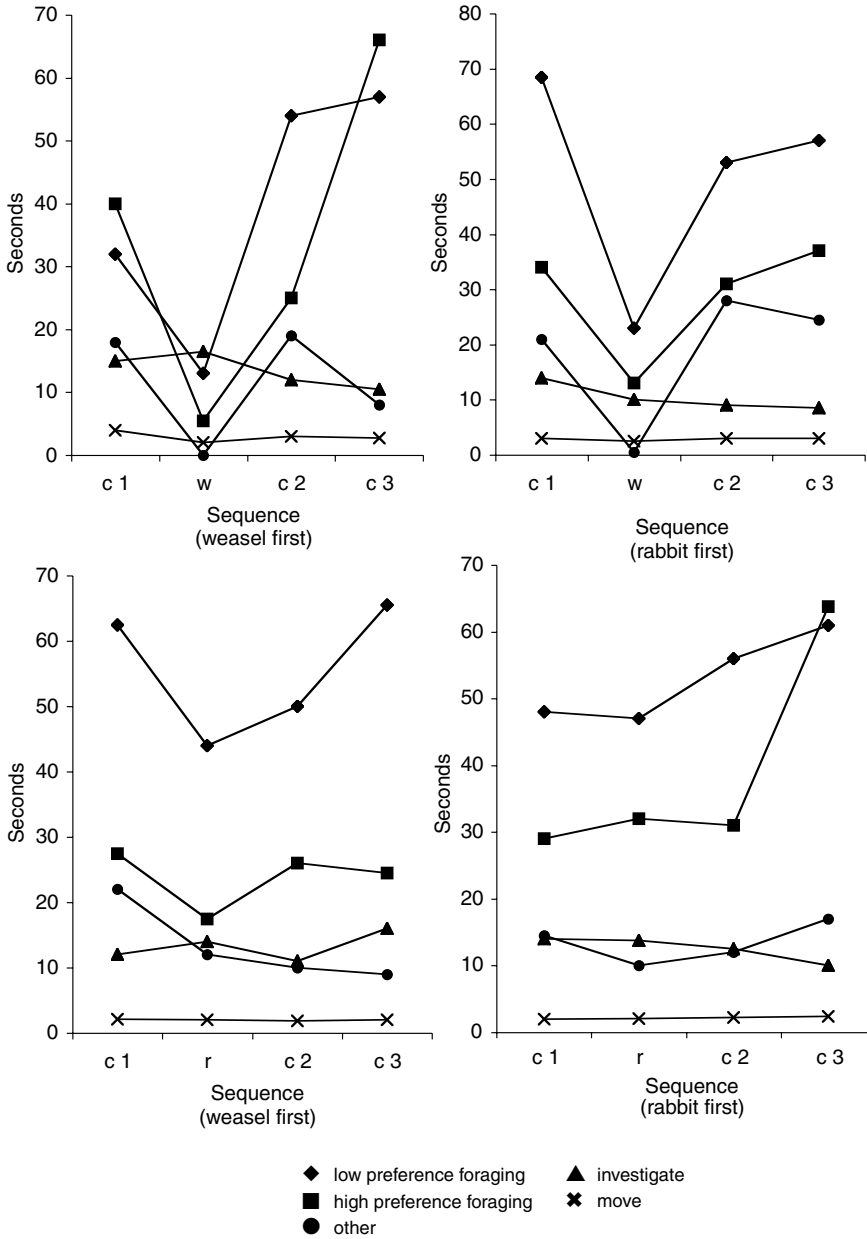 70
60
50
40
30
20
10
0
Seconds
c 1 w c 2 c 3
Sequence
(weasel first)
80
70
60
50
40
30
20
10
0
Seconds
c 1 w c 2 c 3
Sequence
(rabbit first)
70
60
50
40
30
20
10
0
Seconds
c 1 r c 2 c 3
Sequence
(weasel first)
70
60
50
40
30
20
10
0
Seconds
c 1 r c 2 c 3
Sequence
(rabbit first)
low preference foraging
high preference foraging
other
investigate
move